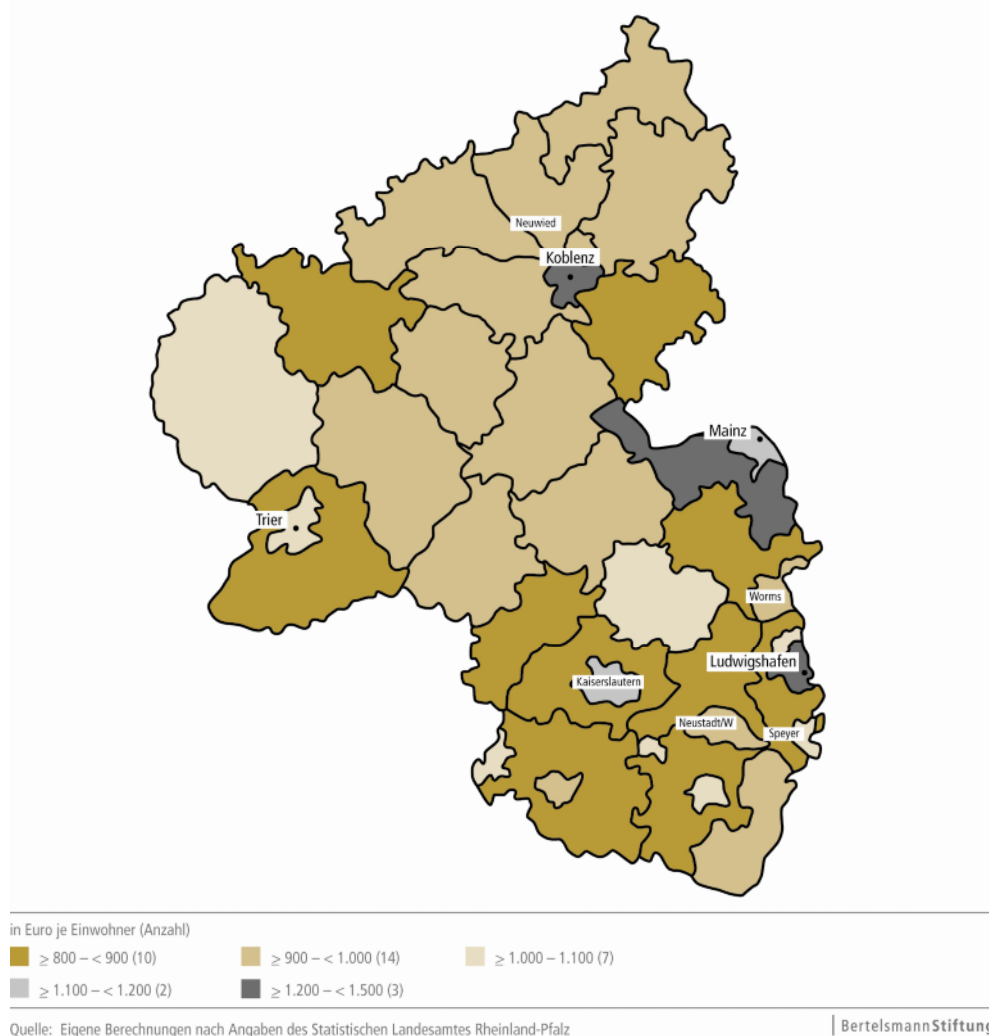 Neuwied
Koblenz
Mainz
Trier
Worms
Ludwigshafen
Kaiserslautern
Neustadt/W
Speyer
in Euro je Einwohner (Anzahl)
≥ 800 – < 900 (10)
≥ 900 – < 1.000 (14)
≥ 1.000 – 1.100 (7)
≥ 1.100 – < 1.200 (2)
≥ 1.200 – < 1.500 (3)
Quelle: Eigene Berechnungen nach Angaben des Statistischen Landesamtes Rheinland-Pfalz
BertelsmannStiftung